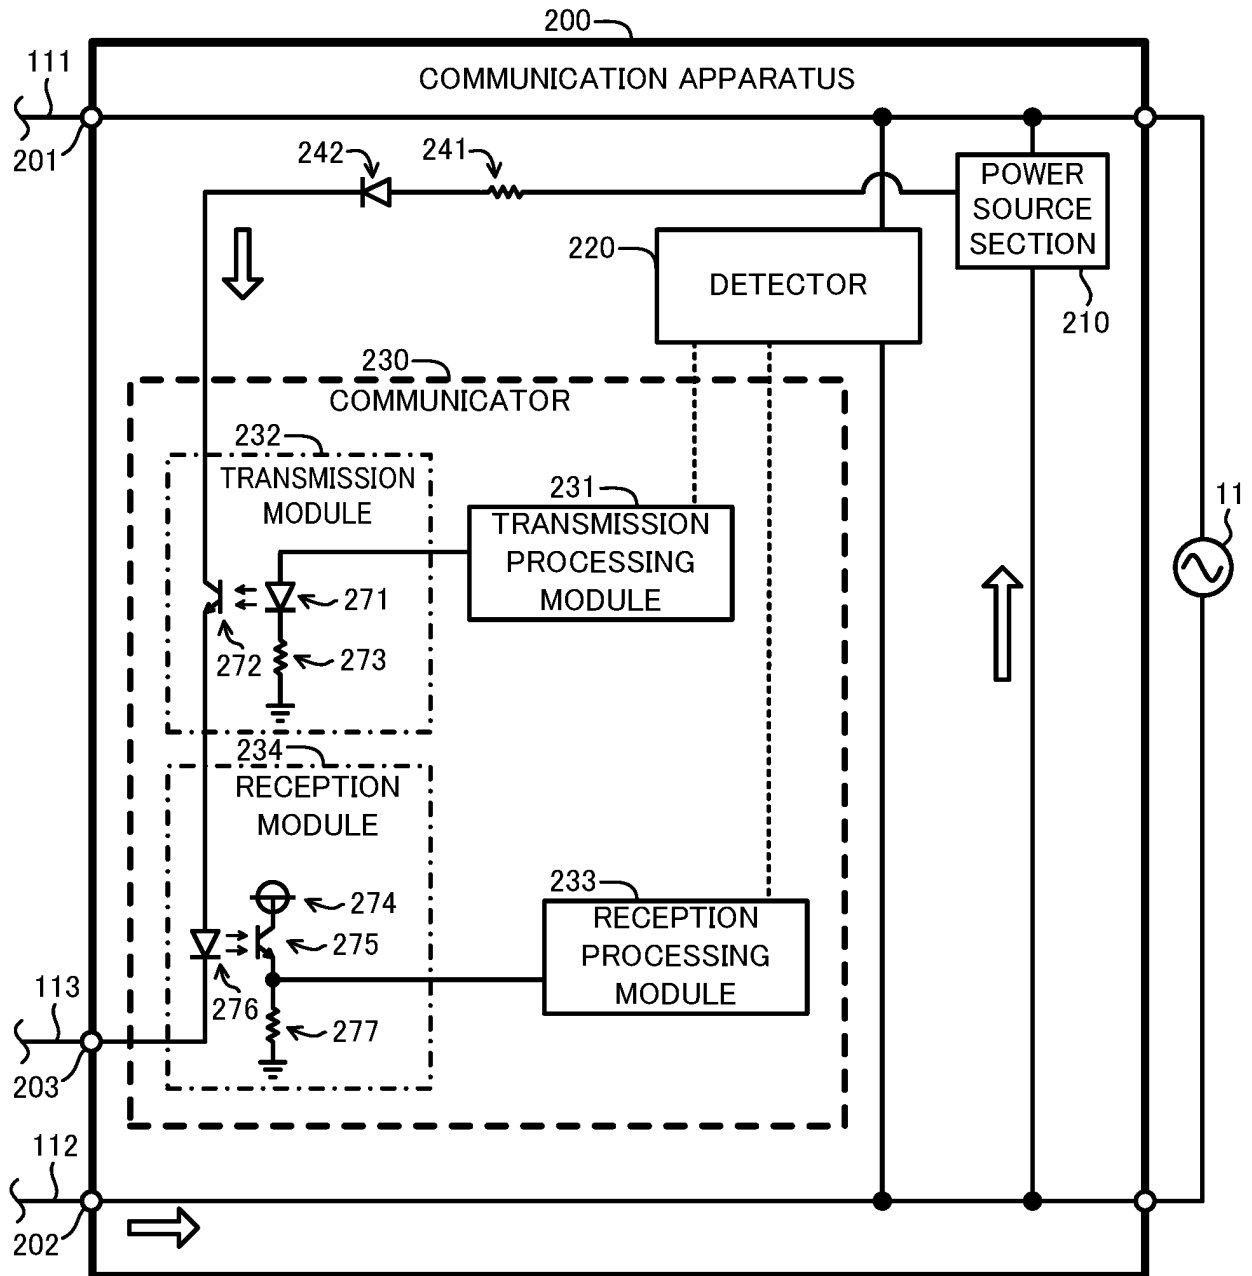 200
111
COMMUNICATION APPARATUS
201
242
241
POWER
SOURCE
SECTION
220
DETECTOR
210
230
COMMUNICATOR
232
TRANSMISSION
MODULE
231
TRANSMISSION
PROCESSING
MODULE
11
271
272
273
234
RECEPTION
MODULE
274
233
RECEPTION
PROCESSING
MODULE
275
113
276
277
203
112
202